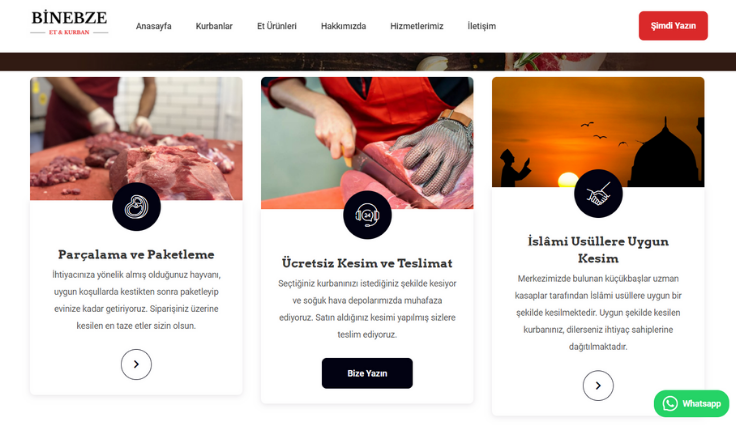 BİNEBZE
ET & KURBAN
Anasayfa
Kurbanlar
Et Ürünleri
Hakkımızda
Hizmetlerimiz
İletişim
Şimdi Yazın
Parçalama ve Paketleme
İhtiyacınıza yönelik almış olduğunuz hayvanı,
uygun koşullarda kestikten sonra paketleyip
evinize kadar getiriyoruz. Siparişiniz üzerine
kesilen en taze etler sizin olsun.
24
Ücretsiz Kesim ve Teslimat
Seçtiğiniz kurbanınızı istediğiniz şekilde kesiyor
ve soğuk hava depolarımızda muhafaza
ediyoruz. Satın aldığınız kesimi yapılmış sizlere
teslim ediyoruz.
Bize Yazın
İslâmi Usüllere Uygun
Kesim
Merkezimizde bulunan küçükbaşlar uzman
kasaplar tarafından İslâmi usüllere uygun bir
şekilde kesilmektedir. Uygun şekilde kesilen
kurbanınız, dilerseniz ihtiyaç sahiplerine
dağıtılmaktadır.
Whatsapp